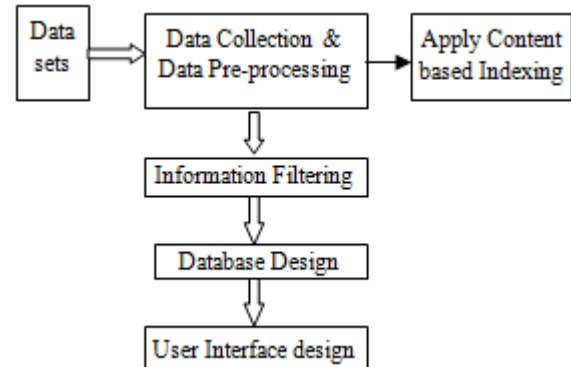 Data
sets
Data Collection &
Data Pre-processing
Apply Content
based Indexing
Information Filtering
Database Design
User Interface design